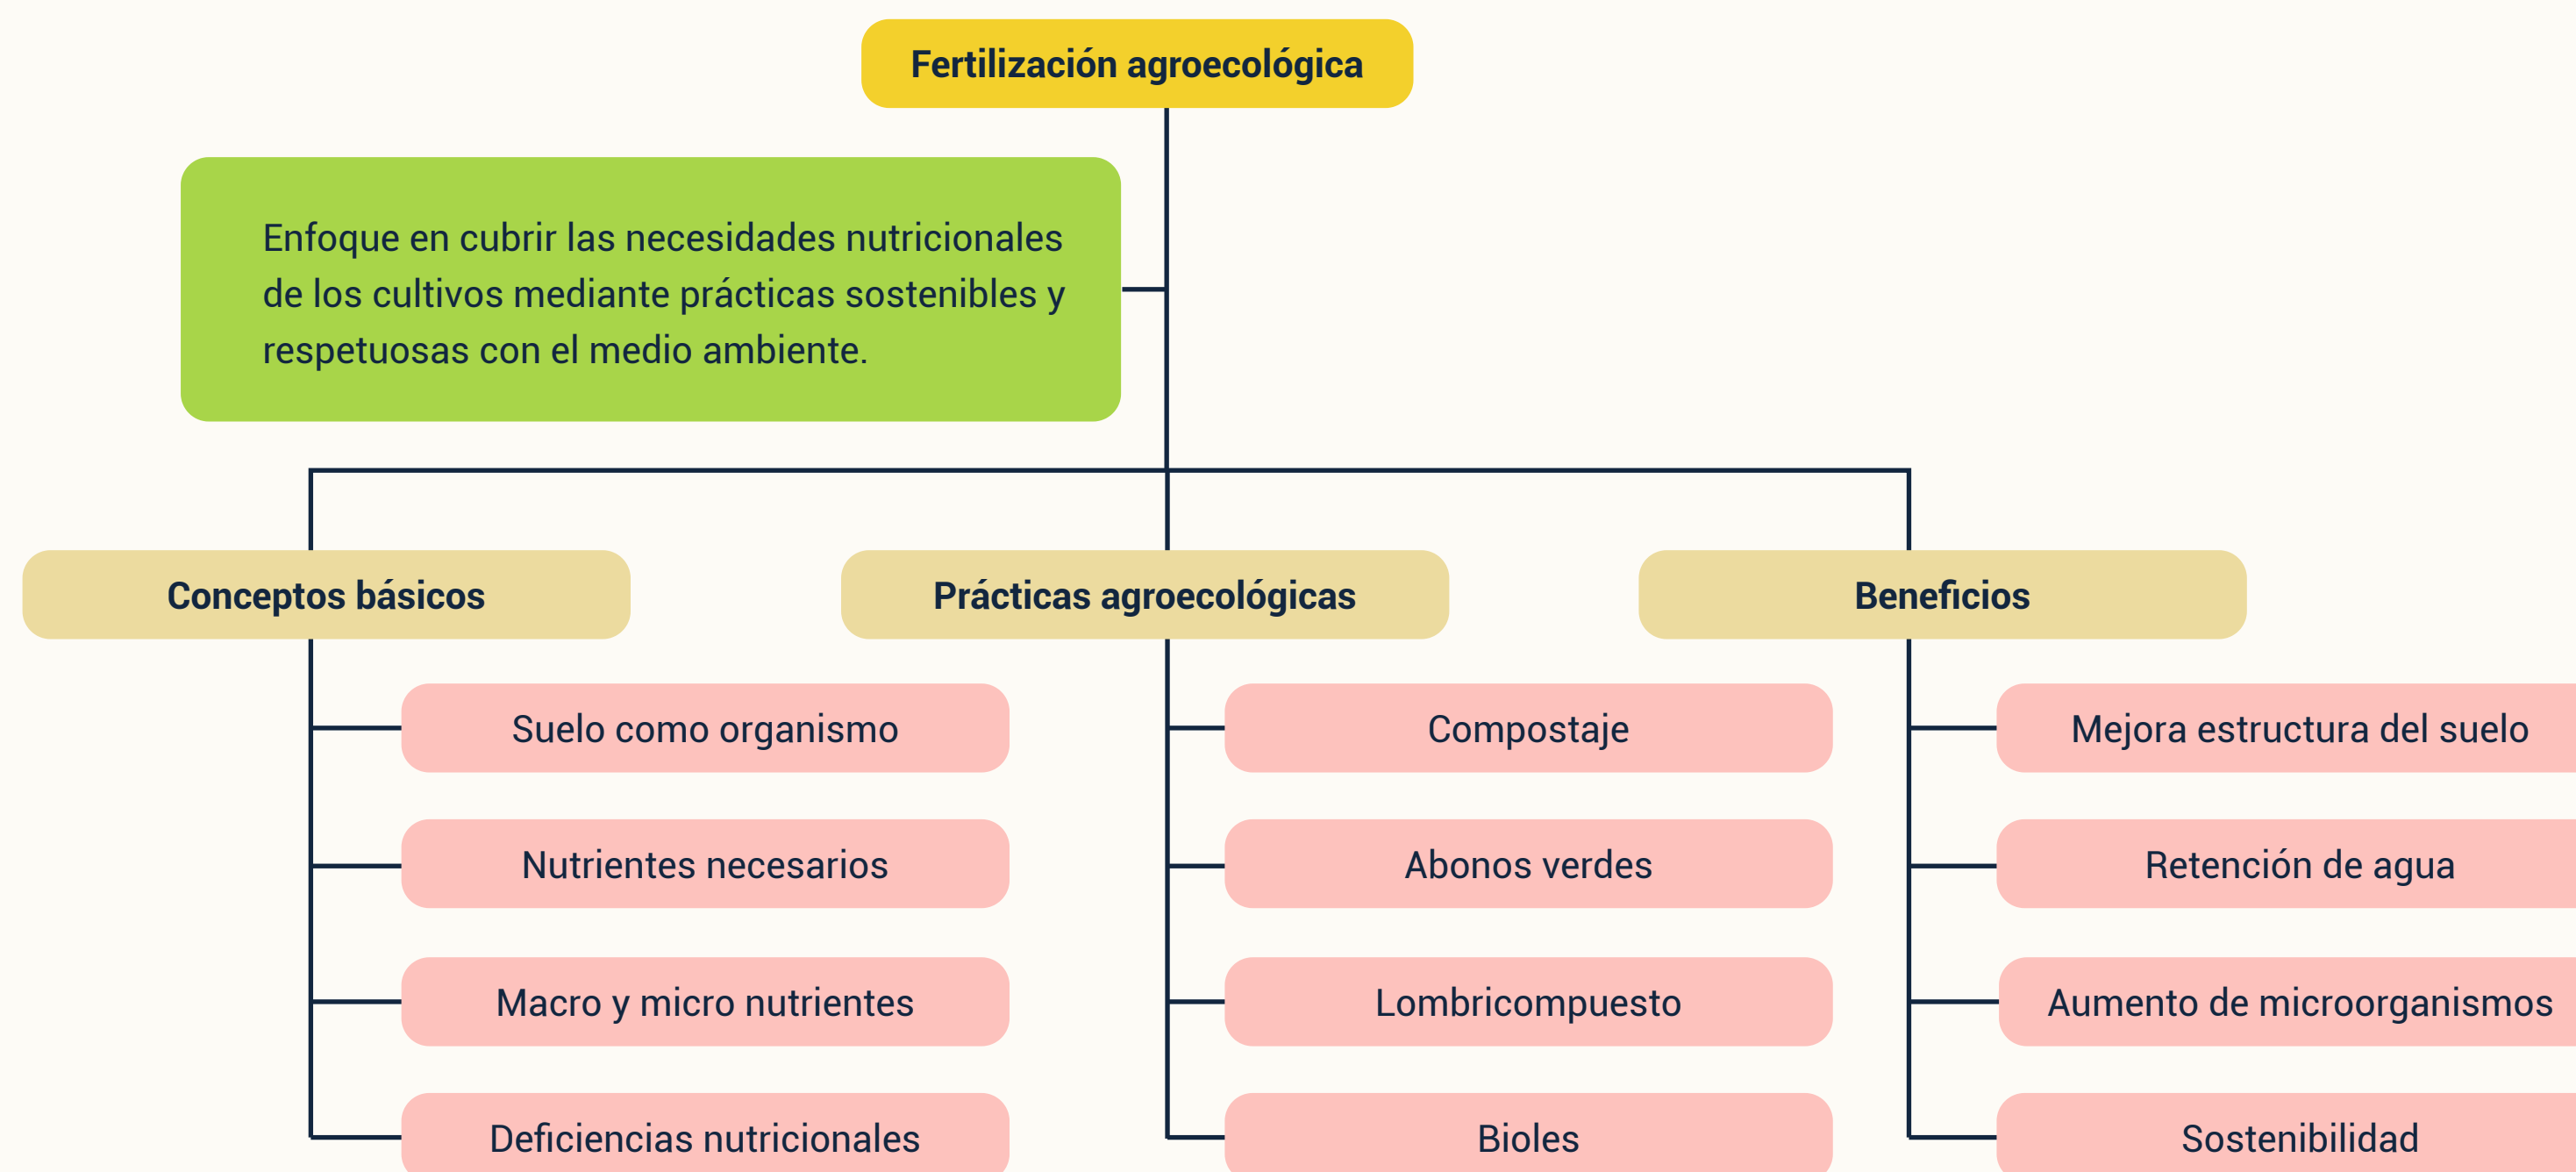 Fertilización agroecológica
Enfoque en cubrir las necesidades nutricionales
de los cultivos mediante prácticas sostenibles y
respetuosas con el medio ambiente.
Conceptos básicos
Suelo como organismo
Nutrientes necesarios
Macro y micro nutrientes
Deficiencias nutricionales
Prácticas agroecológicas
Compostaje
Abonos verdes
Lombricompuesto
Bioles
Beneficios
Mejora estructura del suelo
Retención de agua
Aumento de microorganismos
Sostenibilidad